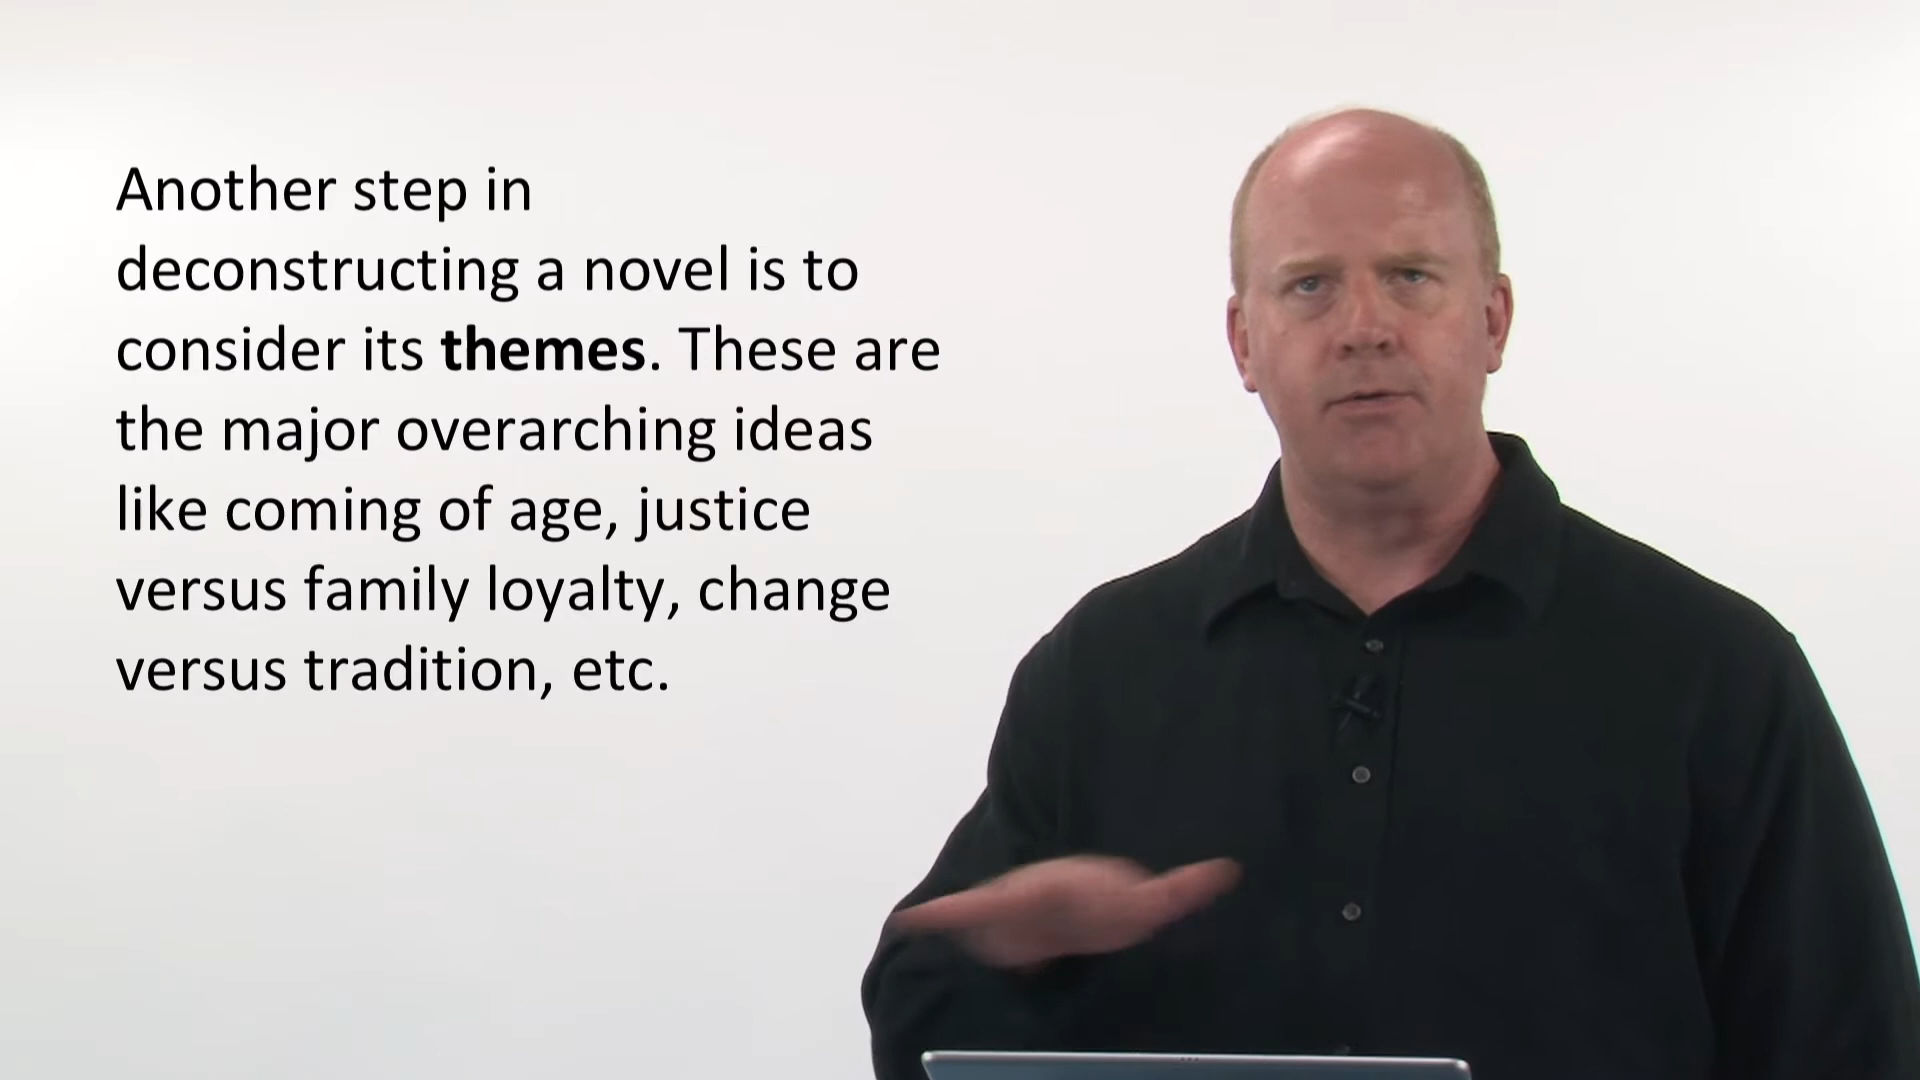 Another step in
deconstructing a novel is to
consider its themes. These are
the major overarching ideas
like coming of age, justice
versus family loyalty, change
versus tradition, etc.